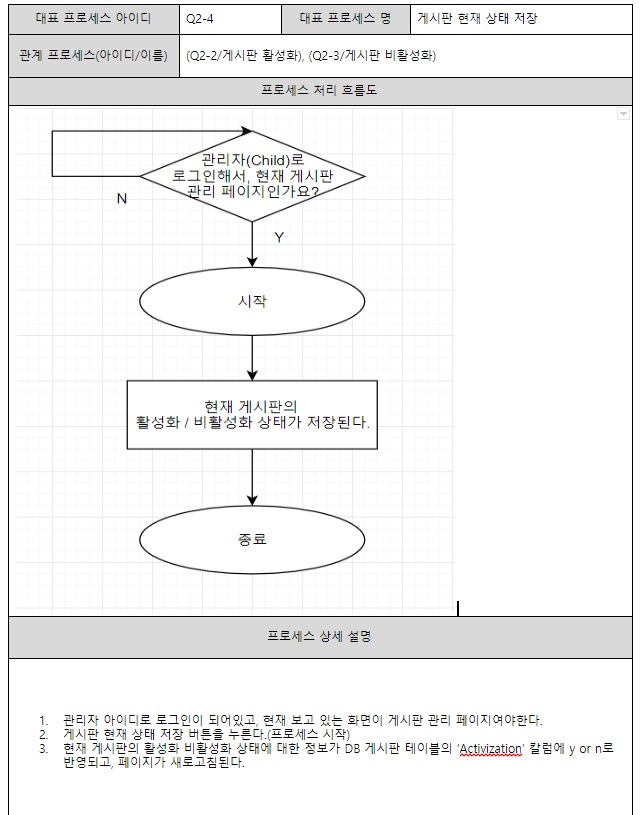 대표 프로세스 아이디 Q2-4 대표 프로세스 명 게시판 현재 상태 저장
관계 프로세스(아이디/이름) (Q2-2/게시판 활성화), (Q2-3/게시판 비활성화)
프로세스 처리 흐름도
관리자(Child)로
로그인해서, 현재 게시판
관리 페이지인가요?
N
Y
시작
현재 게시판의
활성화 / 비활성화 상태가 저장된다.
종료
프로세스 상세 설명
1. 관리자 아이디로 로그인이 되어있고, 현재 보고 있는 화면이 게시판 관리 페이지여야한다.
2. 게시판 현재 상태 저장 버튼을 누른다.(프로세스 시작)
3. 현재 게시판의 활성화 비활성화 상태에 대한 정보가 DB 게시판 테이블의 'Activization' 칼럼에 y or n로
반영되고, 페이지가 새로고침된다.